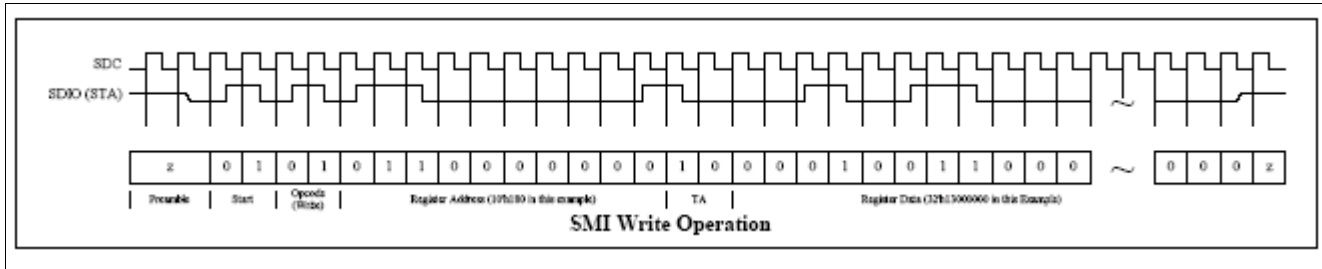 SDC
SDIO (STA)
~
z 0 1 0 1 0 1 1 0 0 0 0 0 0 0 1 0 0 0 0 1 0 0 1 1 0 0 0 ~ 0 0 0 z
Preamble Start Opcode (Write) Register Address (10'h180 in this example) TA Register Data (32'h13000000 in this Example)
SMI Write Operation